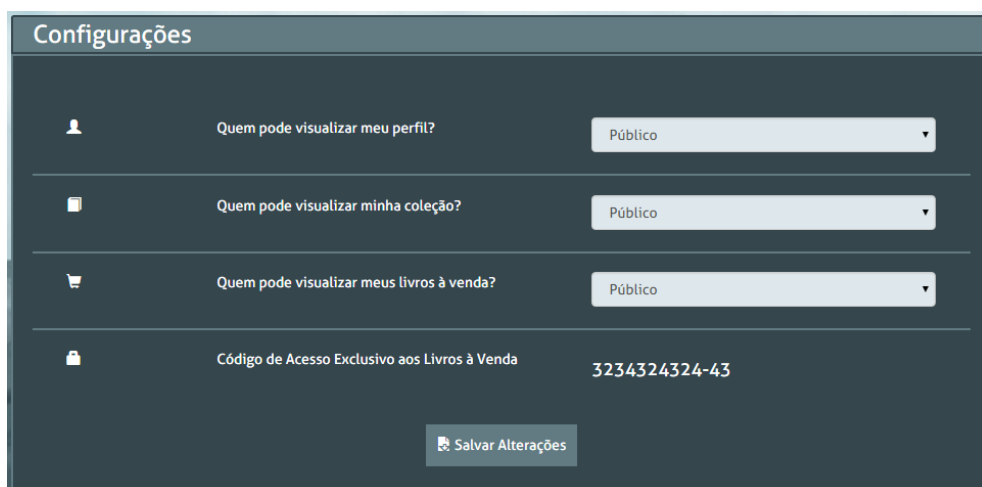 Configurações
Quem pode visualizar meu perfil?
Público
Quem pode visualizar minha coleção?
Público
Quem pode visualizar meus livros à venda?
Público
Código de Acesso Exclusivo aos Livros à Venda
3234324324-43
Salvar Alterações